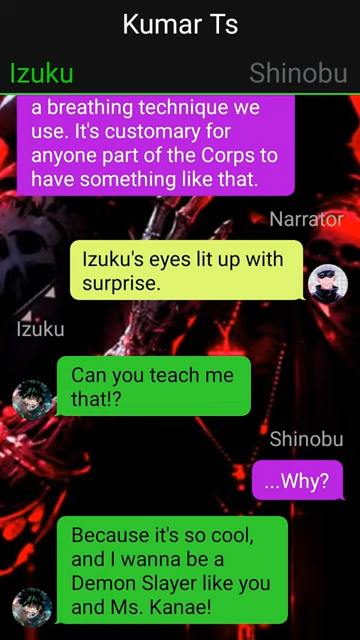 Kumar Ts
Izuku
Shinobu
a breathing technique we
use. It's customary for
anyone part of the Corps to
have something like that.
Narrator
Izuku's eyes lit up with
surprise.
Izuku
Can you teach me
that!?
Shinobu
...Why?
Because it's so cool,
and I wanna be a
Demon Slayer like you
and Ms. Kanae!